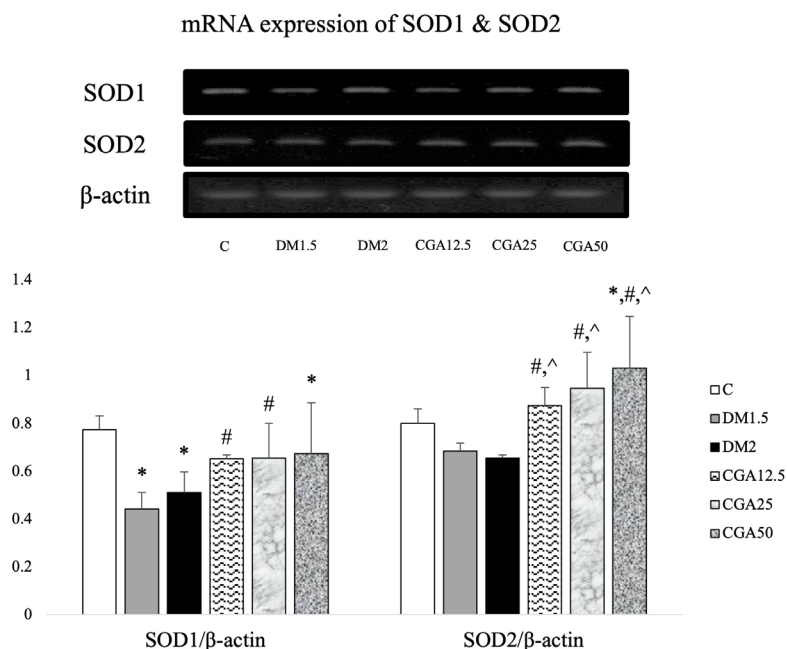 mRNA expression of SOD1 & SOD2
SOD1
SOD2
β-actin
C DM1.5 DM2 CGA12.5 CGA25 CGA50
1.4
1.2
1
0.8
0.6
0.4
0.2
0
* * # # *
#,^ #,^ *,#,^
SOD1/β-actin SOD2/β-actin
C
DM1.5
DM2
CGA12.5
CGA25
CGA50